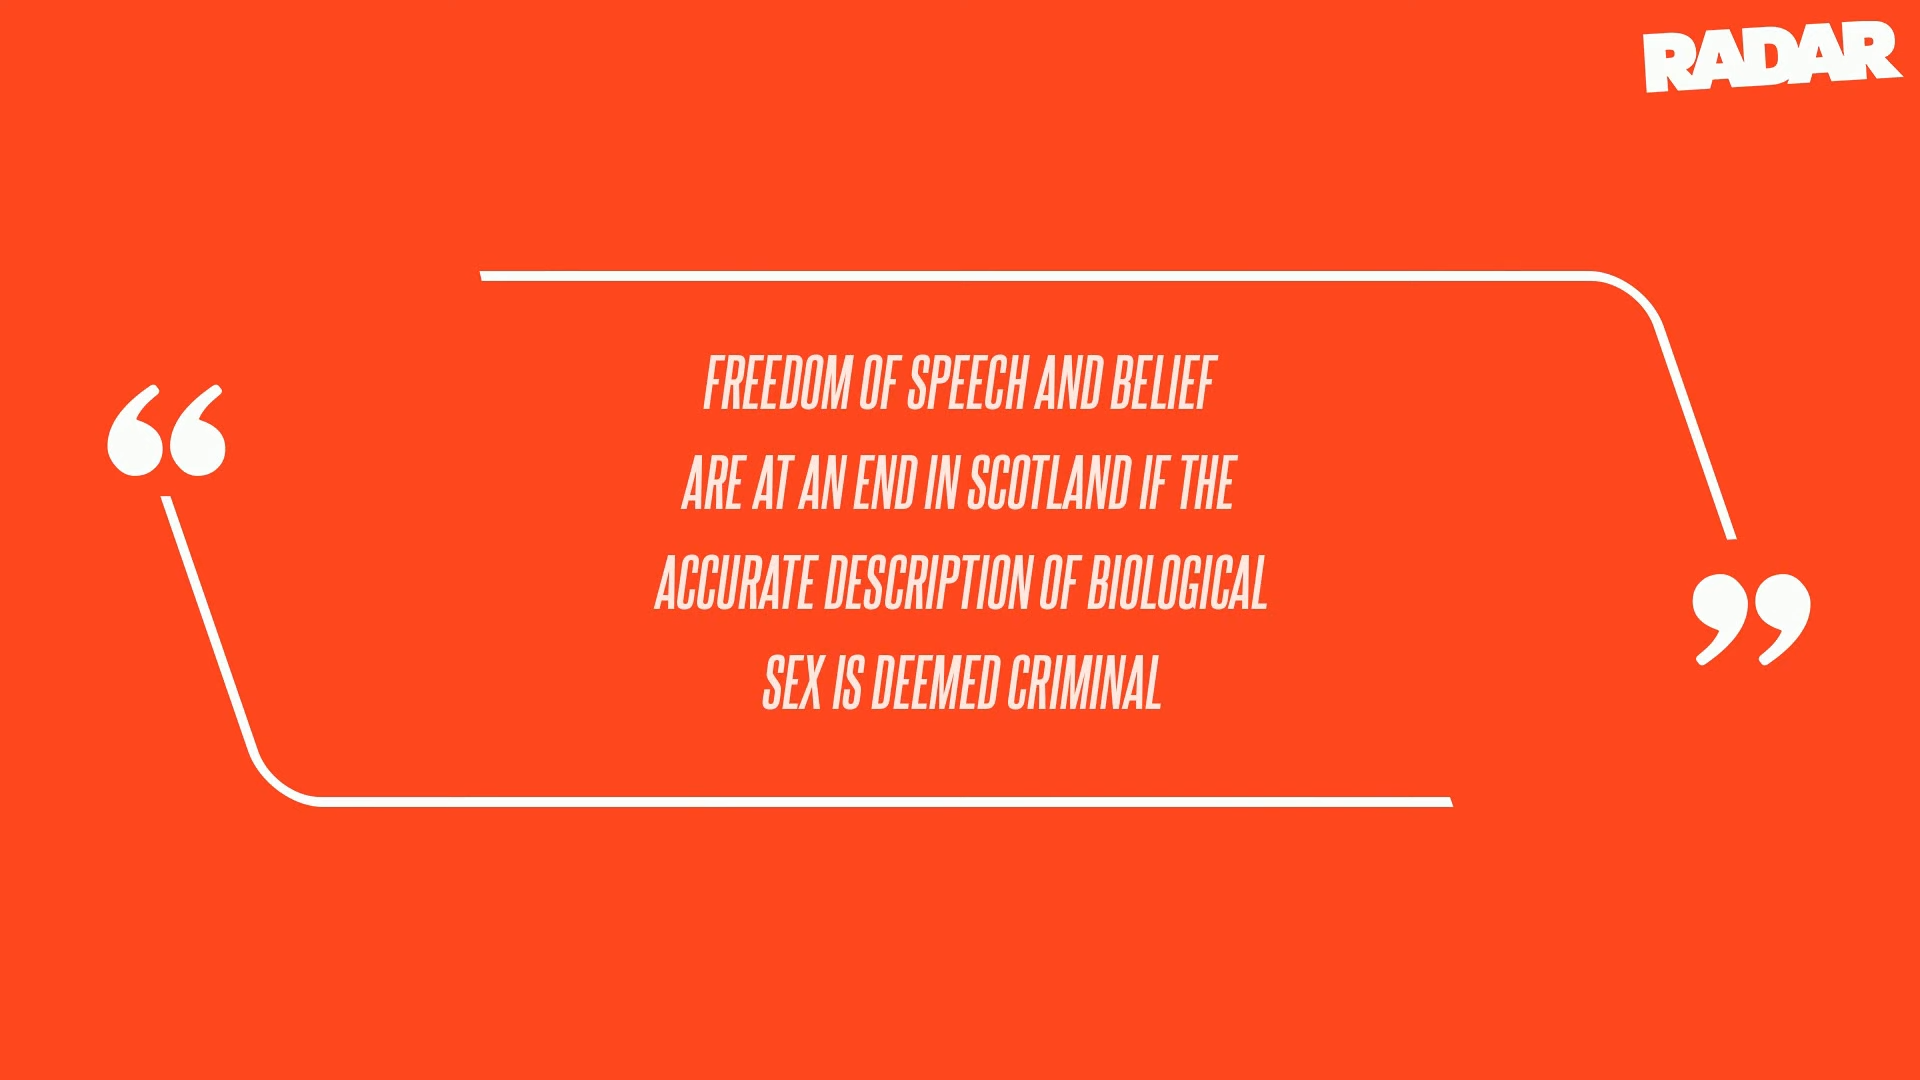 RADAR
“
FREEDOM OF SPEECH AND BELIEF
ARE AT AN END IN SCOTLAND IF THE
ACCURATE DESCRIPTION OF BIOLOGICAL
SEX IS DEEMED CRIMINAL
”